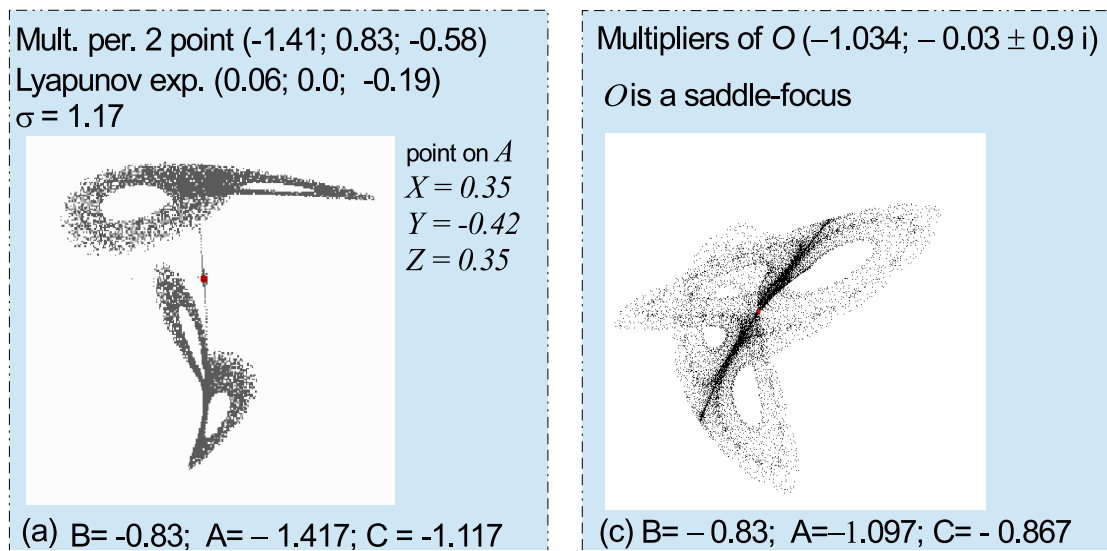 Mult. per. 2 point (-1.41; 0.83; -0.58)
Lyapunov exp. (0.06; 0.0; -0.19)
σ = 1.17
point on A
X = 0.35
Y = -0.42
Z = 0.35
(a) B= -0.83; A= – 1.417; C = -1.117
Multipliers of O (–1.034; – 0.03 ± 0.9 i)
O is a saddle-focus
(c) B= – 0.83; A=–1.097; C= - 0.867